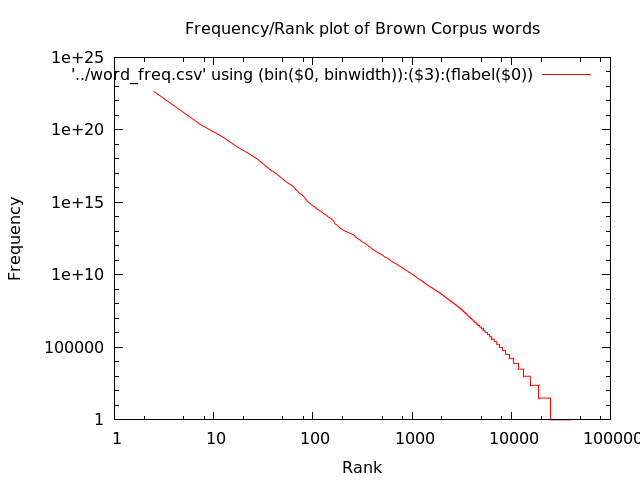 Frequency/Rank plot of Brown Corpus words
1e+25
'../word_freq.csv' using (bin($0, binwidth)):($3):(flabel($0))
1e+20
1e+15
Frequency
1e+10
100000
1
1 10 100 1000 10000 100000
Rank